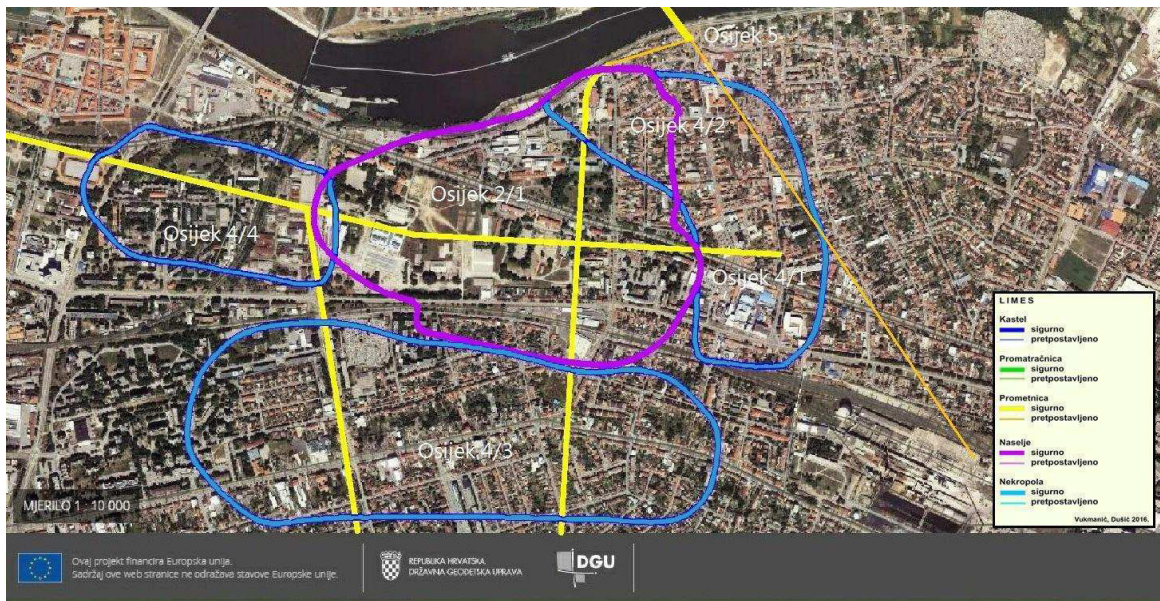 Osijek 5
Osijek 4/2
Osijek 2/1
Osijek 4/4
Osijek 4/1
Osijek 4/3
LIMES
Kastel
sigurno
pretpostavljeno
Promatračnica
sigurno
pretpostavljeno
Prometnica
sigurno
pretpostavljeno
Naselje
sigurno
pretpostavljeno
Nekropola
sigurno
pretpostavljeno
Vukmanić, Dušić 2016.
MJERILO 1 : 10 000
Ovaj projekt financira Europska unija.
Sadržaj ove web stranice ne odražava stavove Europske unije.
REPUBLIKA HRVATSKA
DRŽAVNA GEODETSKA UPRAVA
DGU